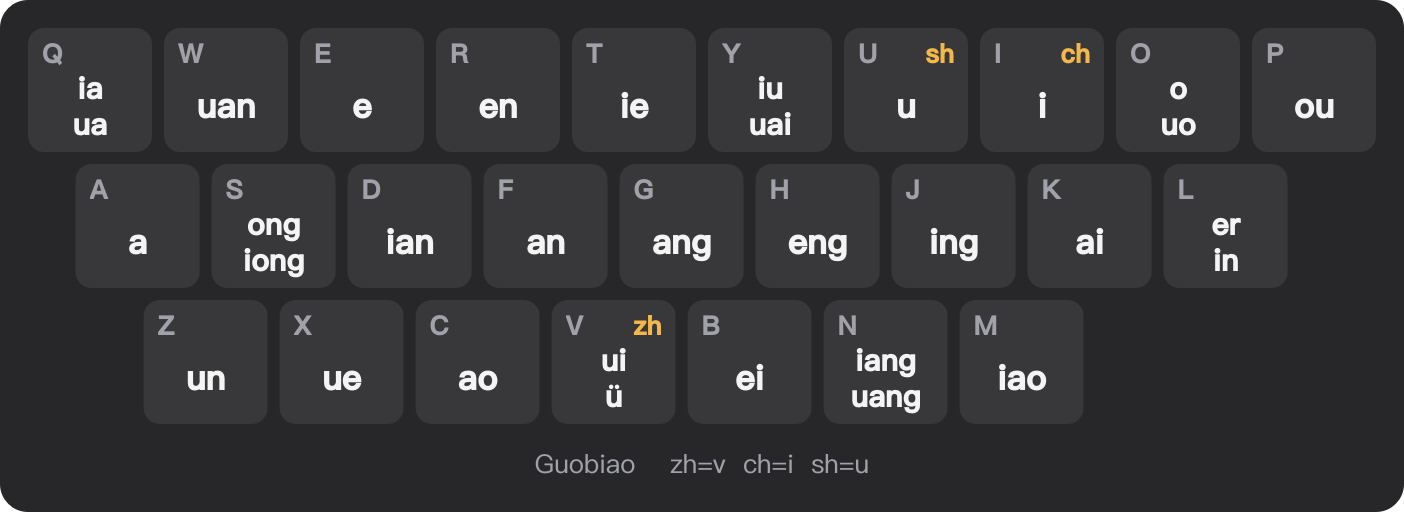 Q W E R T Y U sh I ch O P
ia uan e en ie iu u i o ou
ua uai uo
A S D F G H J K L
a ong ian an ang eng ing ai er
iong in
Z X C V zh B N M
un ue ao ui ei iang iao
ü uang
Guobiao zh=v ch=i sh=u